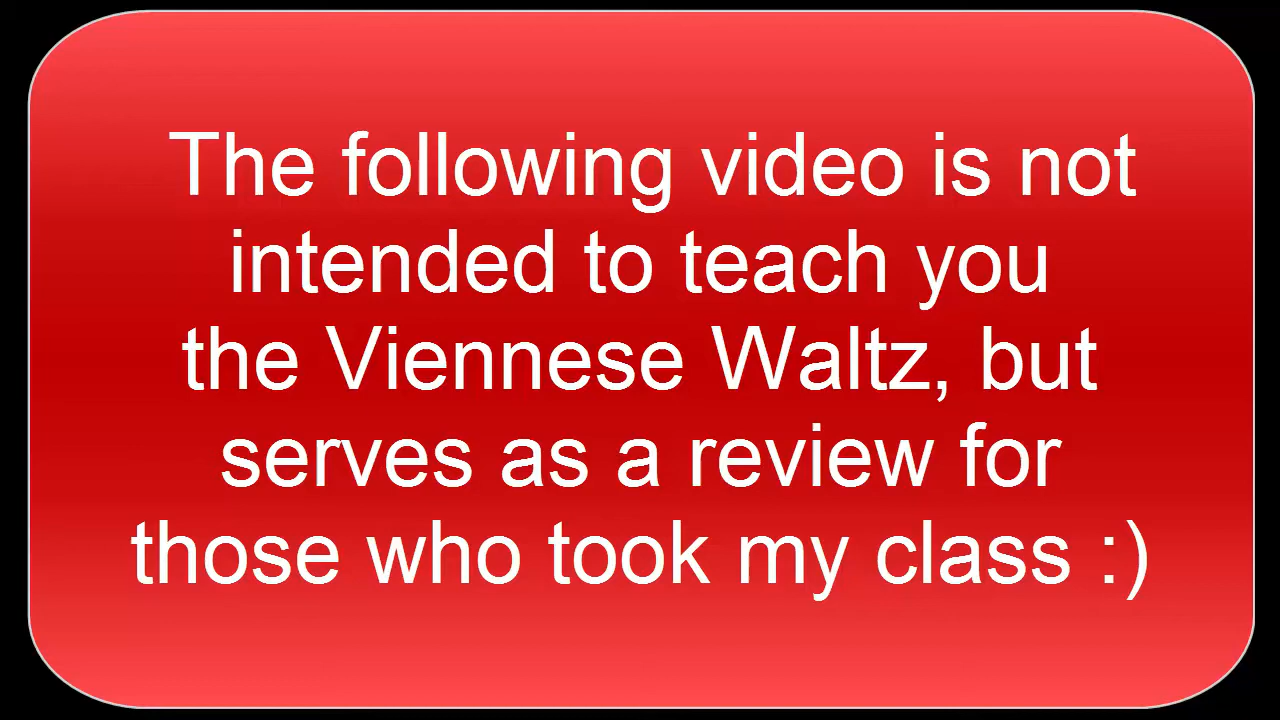 The following video is not
intended to teach you
the Viennese Waltz, but
serves as a review for
those who took my class :)